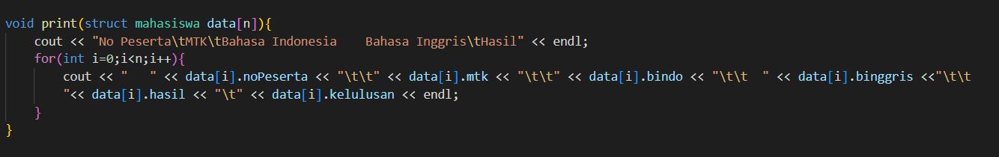 void print(struct mahasiswa data[n]){
    cout << "No Peserta\tMTK\tBahasa Indonesia    Bahasa Inggris\tHasil" << endl;
    for(int i=0;i<n;i++){
        cout << "   " << data[i].noPeserta << "\t\t" << data[i].mtk << "\t\t" << data[i].bindo << "\t\t  " << data[i].binggris <<"\t\t
        "<< data[i].hasil << "\t" << data[i].kelulusan << endl;
    }
}